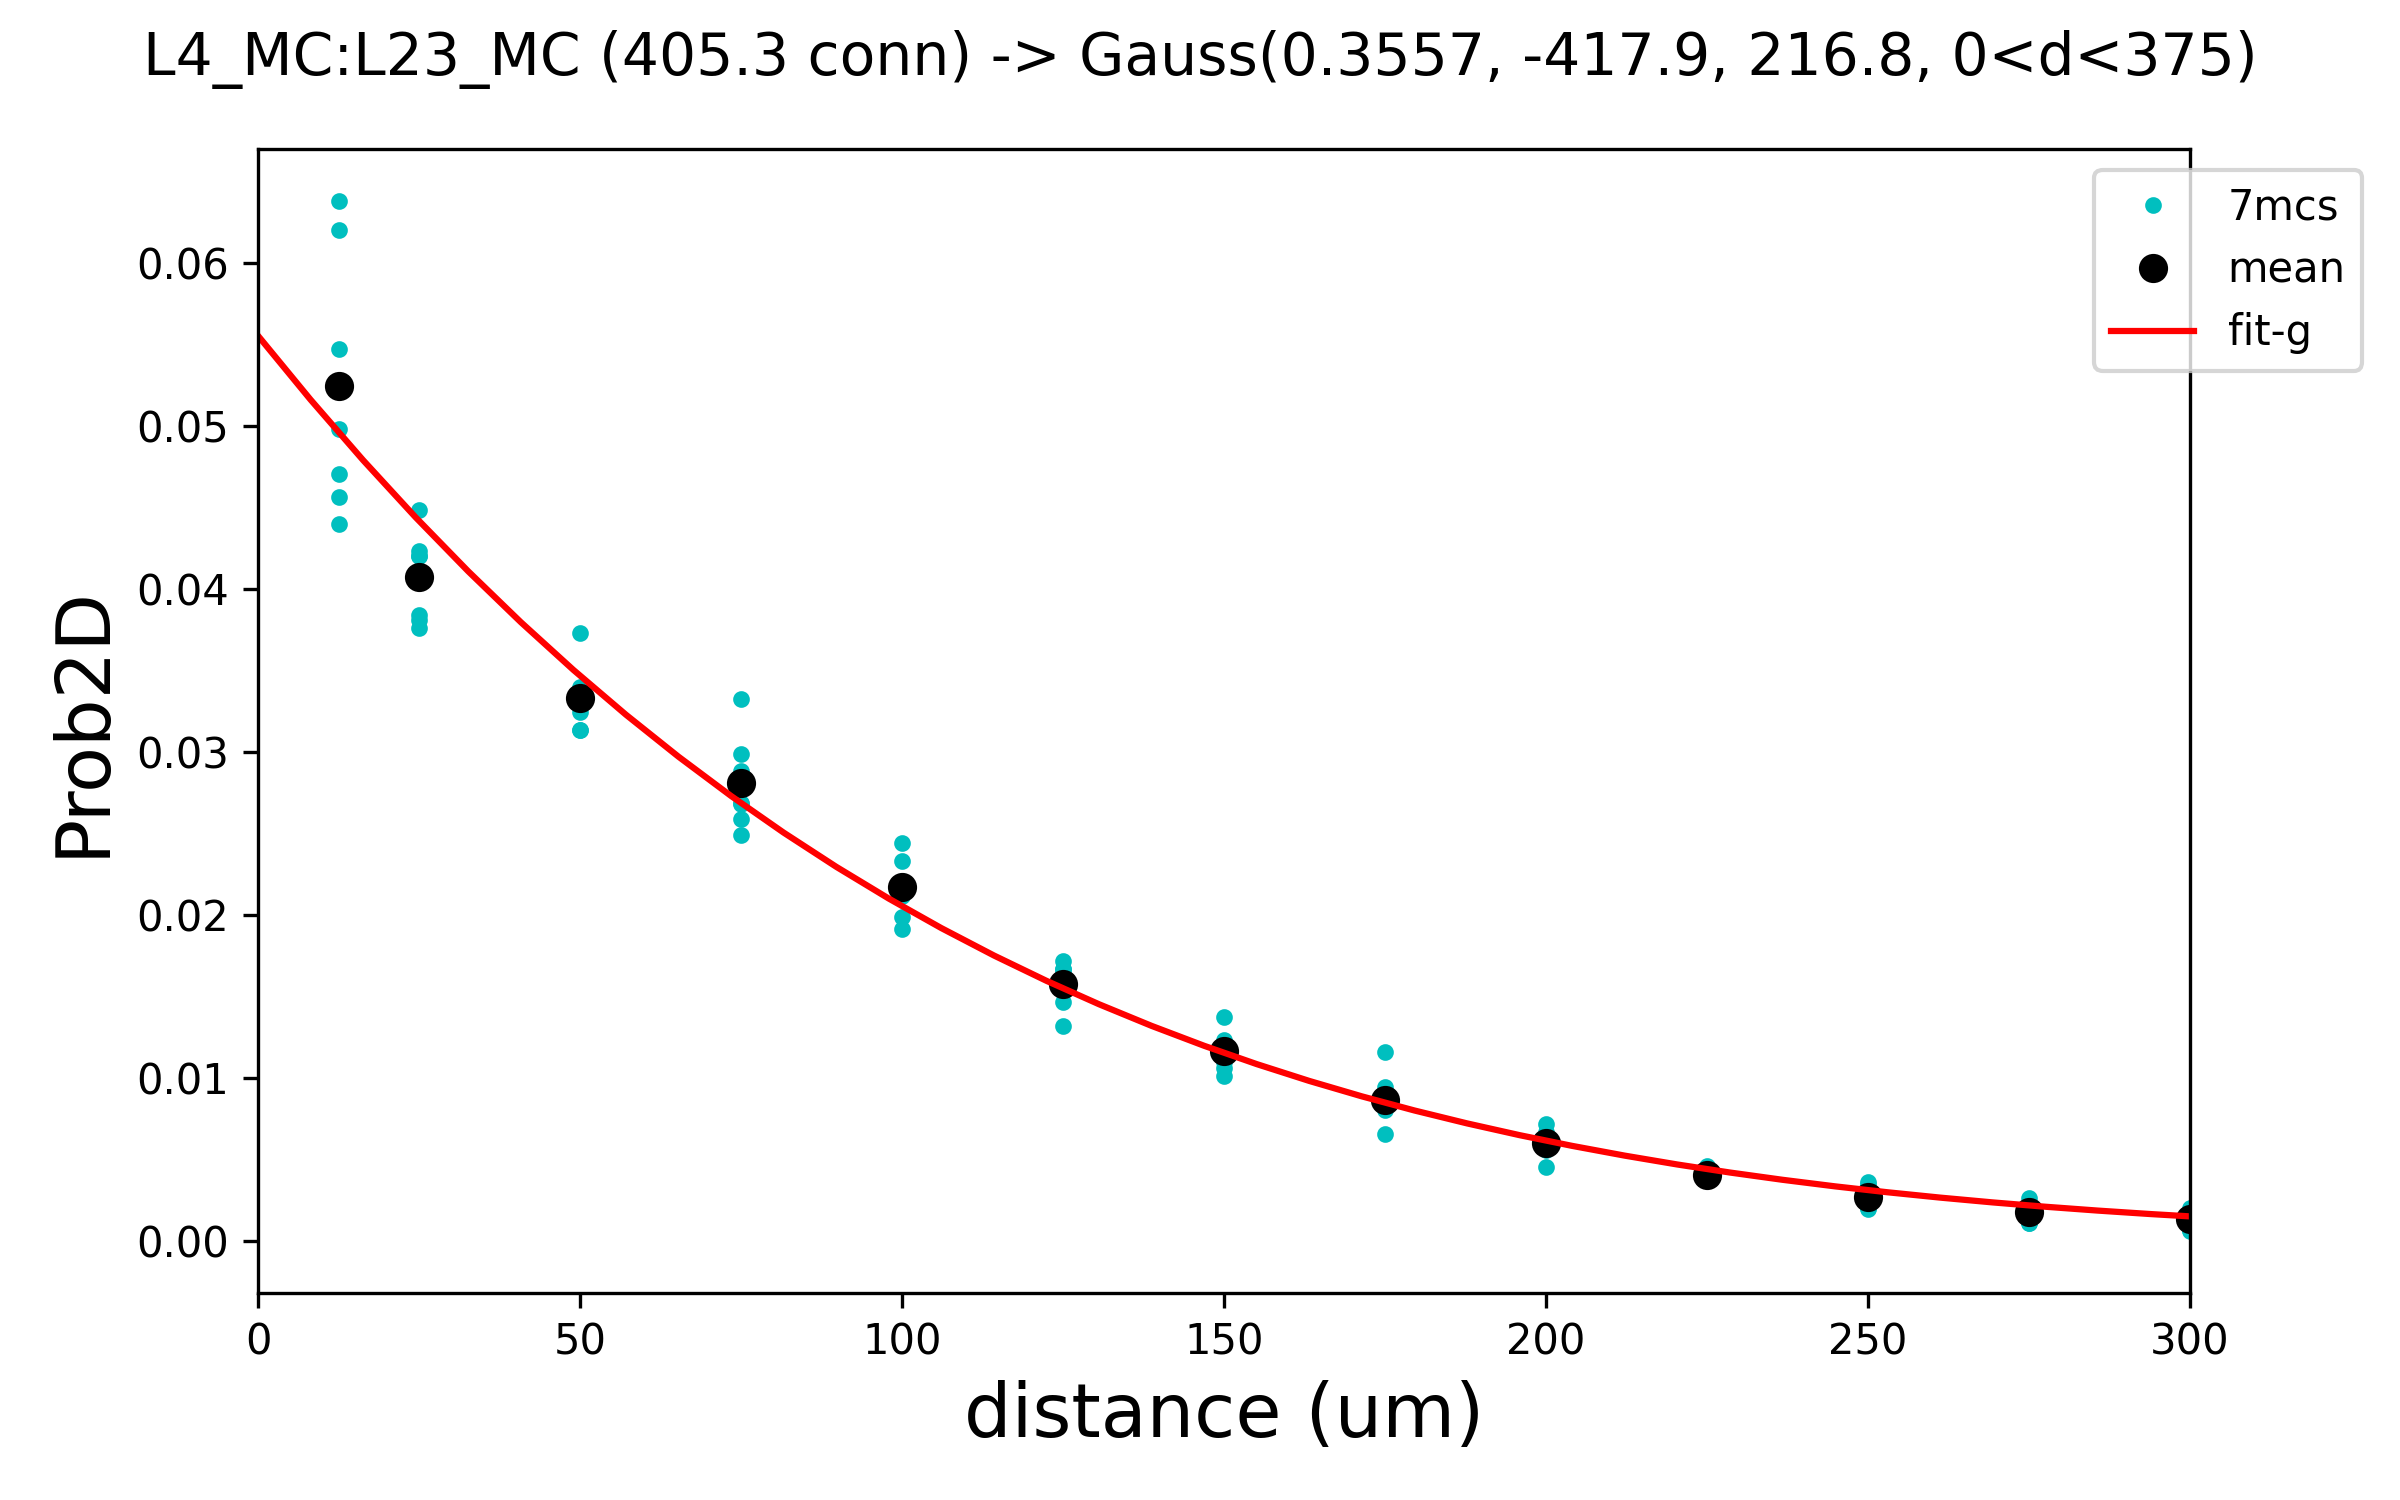 L4_MC:L23_MC (405.3 conn) -> Gauss(0.3557, -417.9, 216.8, 0<d<375)
7mcs
mean
fit-g
0.06
0.05
0.04
0.03
0.02
0.01
0.00
Prob2D
0 50 100 150 200 250 300
distance (um)